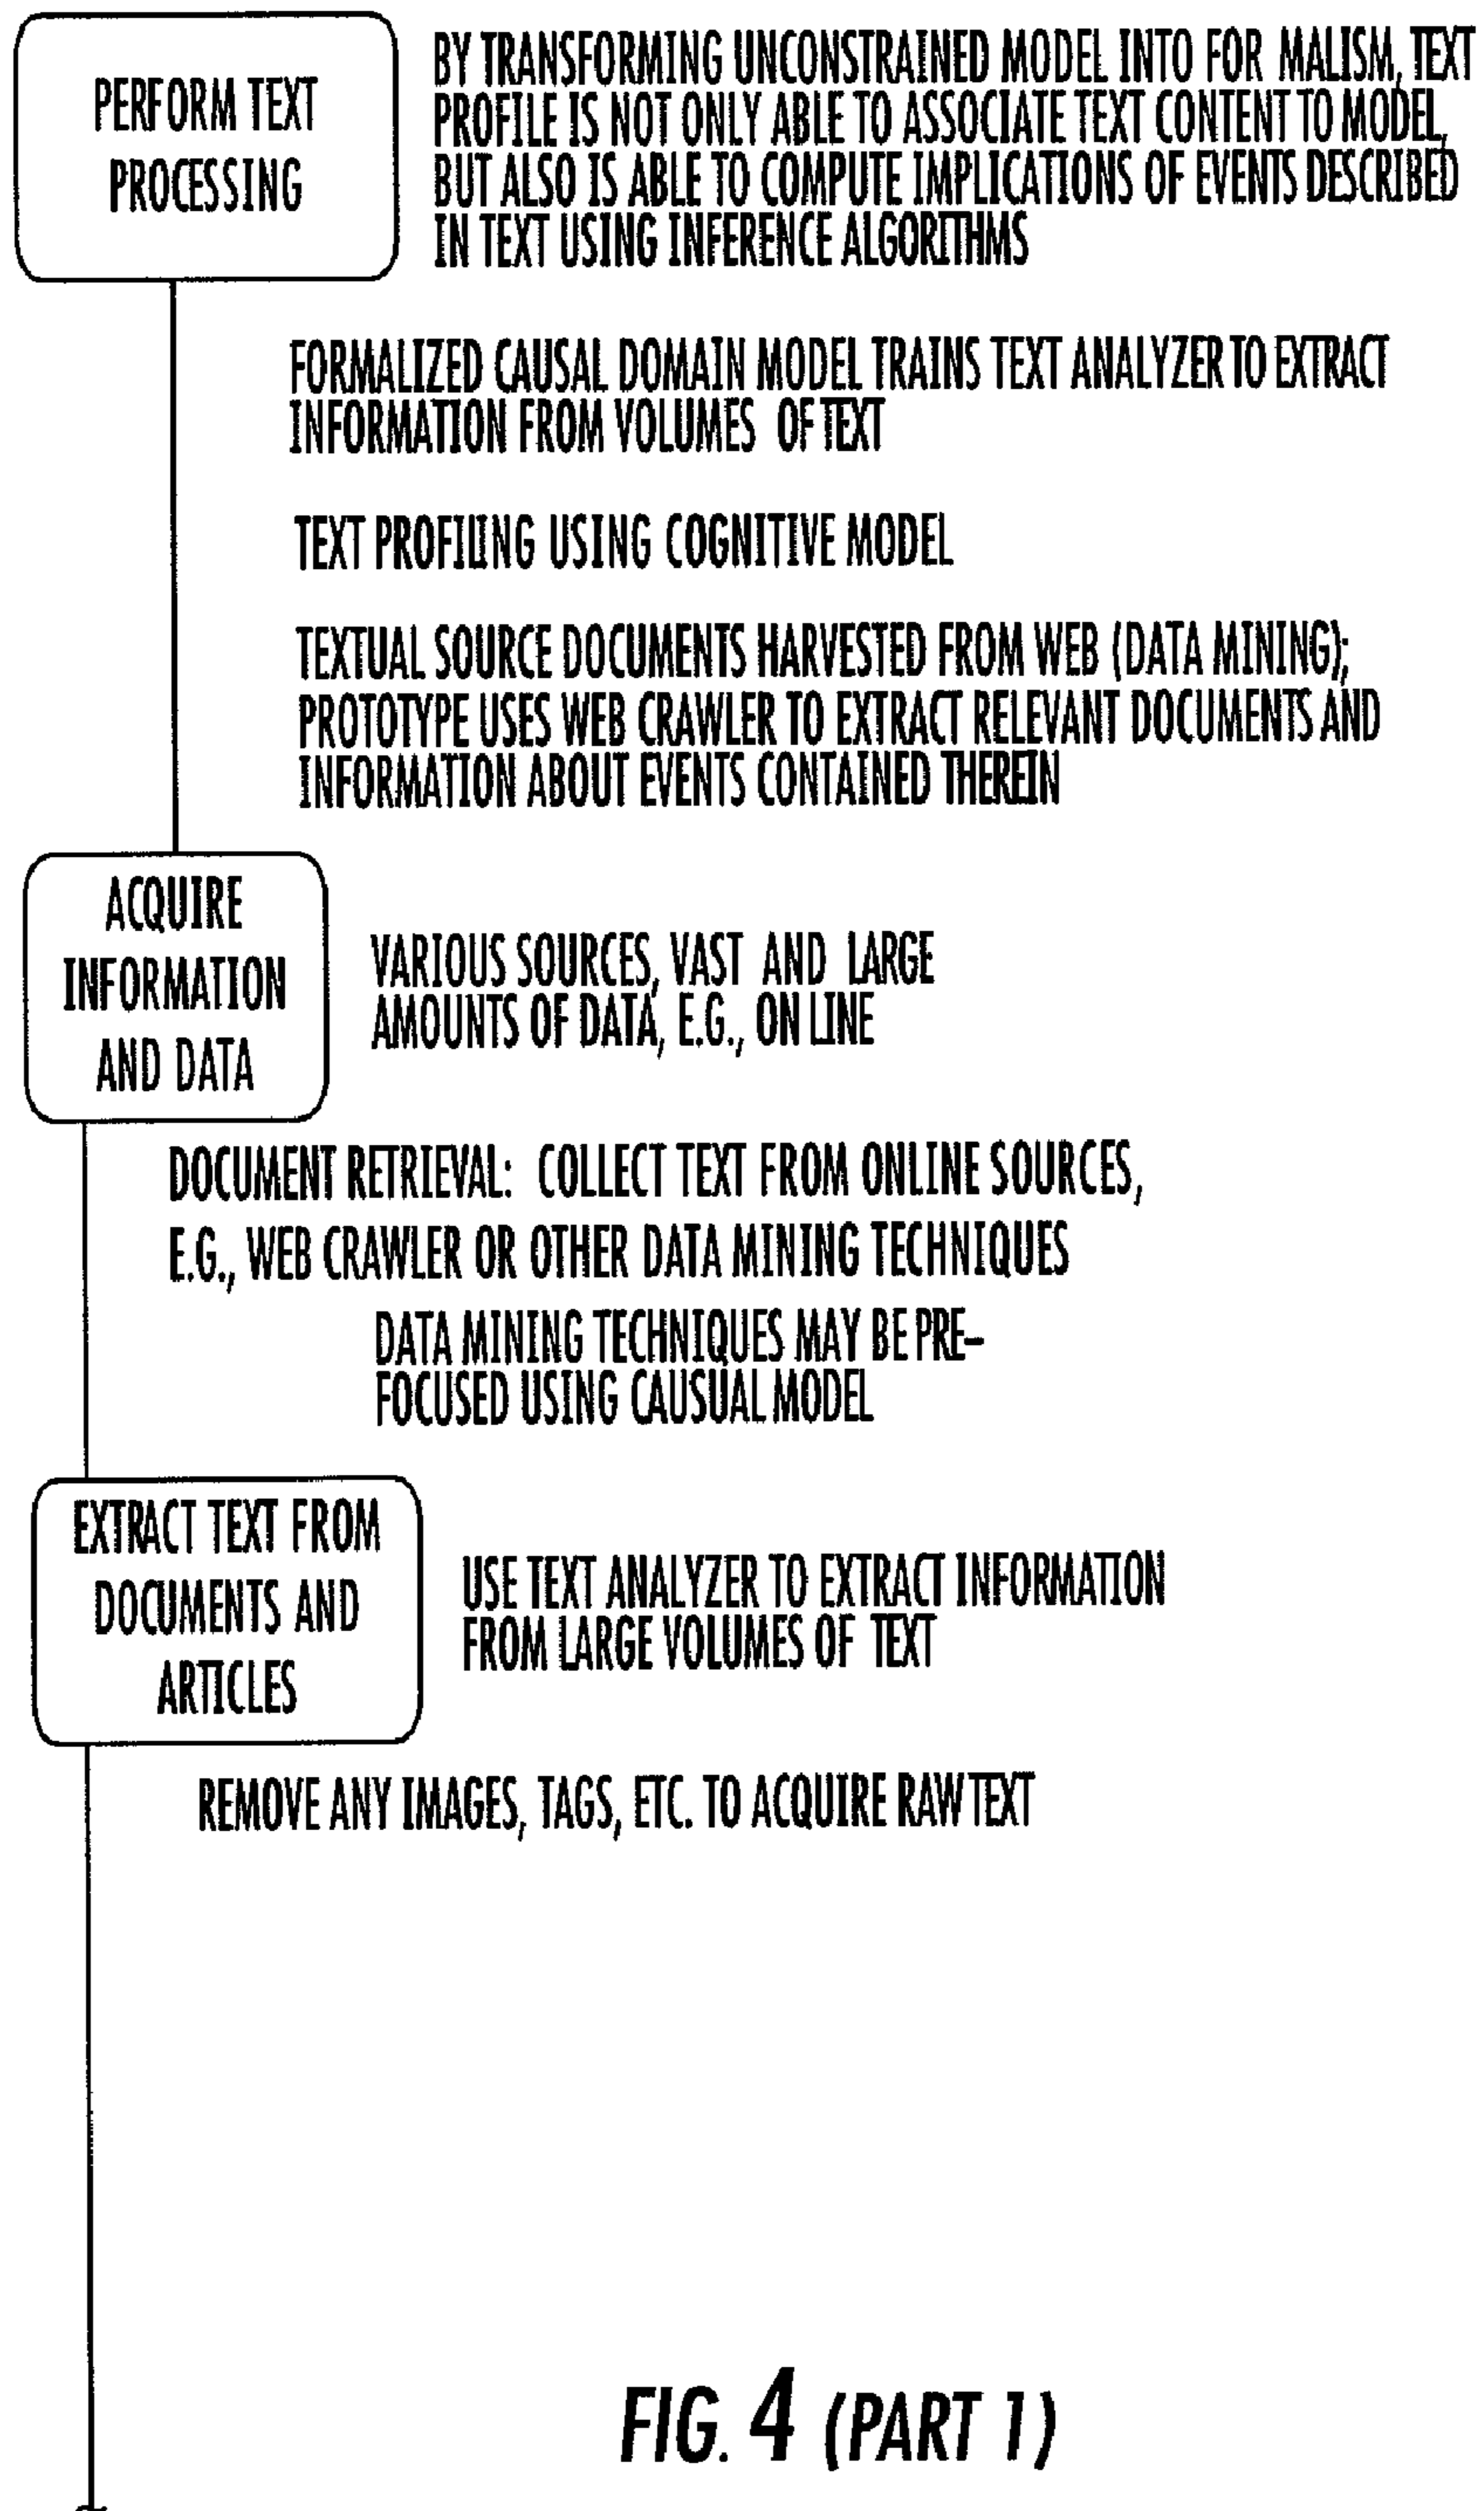 PERFORM TEXT
PROCESSING
BY TRANSFORMING UNCONSTRAINED MODEL INTO FOR MALISM, TEXT
PROFILE IS NOT ONLY ABLE TO ASSOCIATE TEXT CONTENT TO MODEL,
BUT ALSO IS ABLE TO COMPUTE IMPLICATIONS OF EVENTS DESCRIBED
IN TEXT USING INFERENCE ALGORITHMS
FORMALIZED CAUSAL DOMAIN MODEL TRAINS TEXT ANALYZER TO EXTRACT
INFORMATION FROM VOLUMES OF TEXT
TEXT PROFILING USING COGNITIVE MODEL
TEXTUAL SOURCE DOCUMENTS HARVESTED FROM WEB (DATA MINING);
PROTOTYPE USES WEB CRAWLER TO EXTRACT RELEVANT DOCUMENTS AND
INFORMATION ABOUT EVENTS CONTAINED THEREIN
ACQUIRE
INFORMATION
AND DATA
VARIOUS SOURCES, VAST AND LARGE
AMOUNTS OF DATA, E.G., ON LINE
DOCUMENT RETRIEVAL: COLLECT TEXT FROM ONLINE SOURCES,
E.G., WEB CRAWLER OR OTHER DATA MINING TECHNIQUES
DATA MINING TECHNIQUES MAY BE PRE-
FOCUSED USING CAUSUAL MODEL
EXTRACT TEXT FROM
DOCUMENTS AND
ARTICLES
USE TEXT ANALYZER TO EXTRACT INFORMATION
FROM LARGE VOLUMES OF TEXT
REMOVE ANY IMAGES, TAGS, ETC. TO ACQUIRE RAW TEXT
FIG. 4 (PART 1)